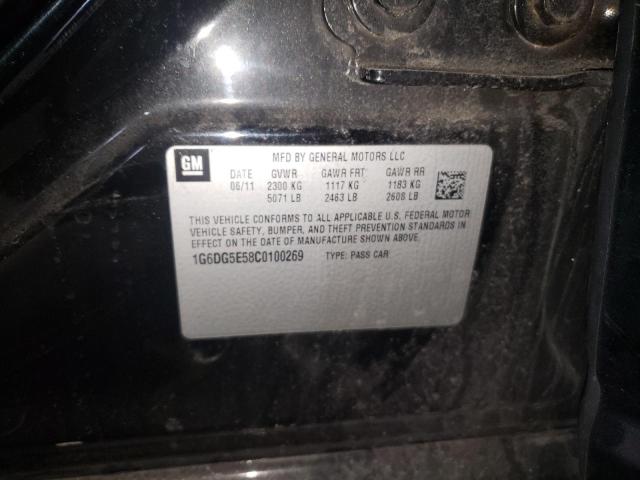 GM
MFD BY GENERAL MOTORS LLC
DATE GVWR GAWR FRT GAWR RR
06/11 2300 KG 1117 KG 1183 KG
5071 LB 2463 LB 2608 LB
THIS VEHICLE CONFORMS TO ALL APPLICABLE U.S. FEDERAL MOTOR
VEHICLE SAFETY, BUMPER, AND THEFT PREVENTION STANDARDS IN
EFFECT ON THE DATE OF MANUFACTURE SHOWN ABOVE.
1G6DG5E58C0100269 TYPE: PASS CAR